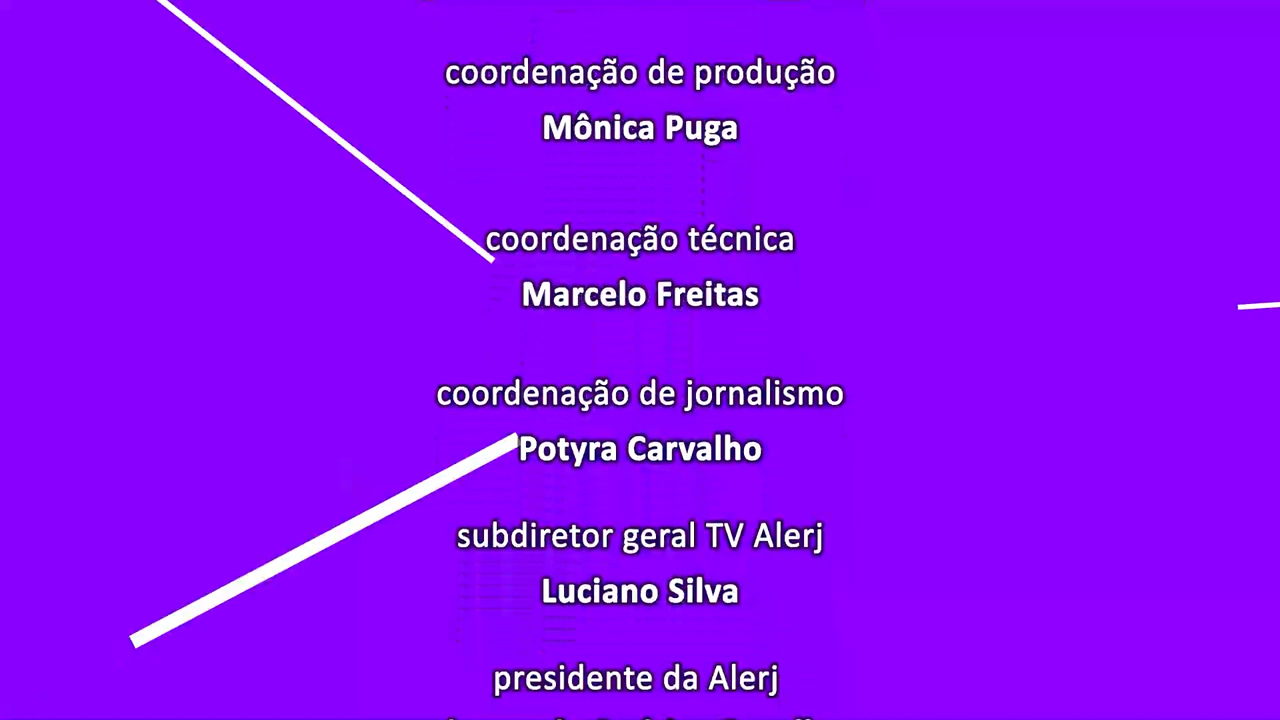 coordenação de produção
Mônica Puga
coordenação técnica
Marcelo Freitas
coordenação de jornalismo
Potyra Carvalho
subdiretor geral TV Alerj
Luciano Silva
presidente da Alerj